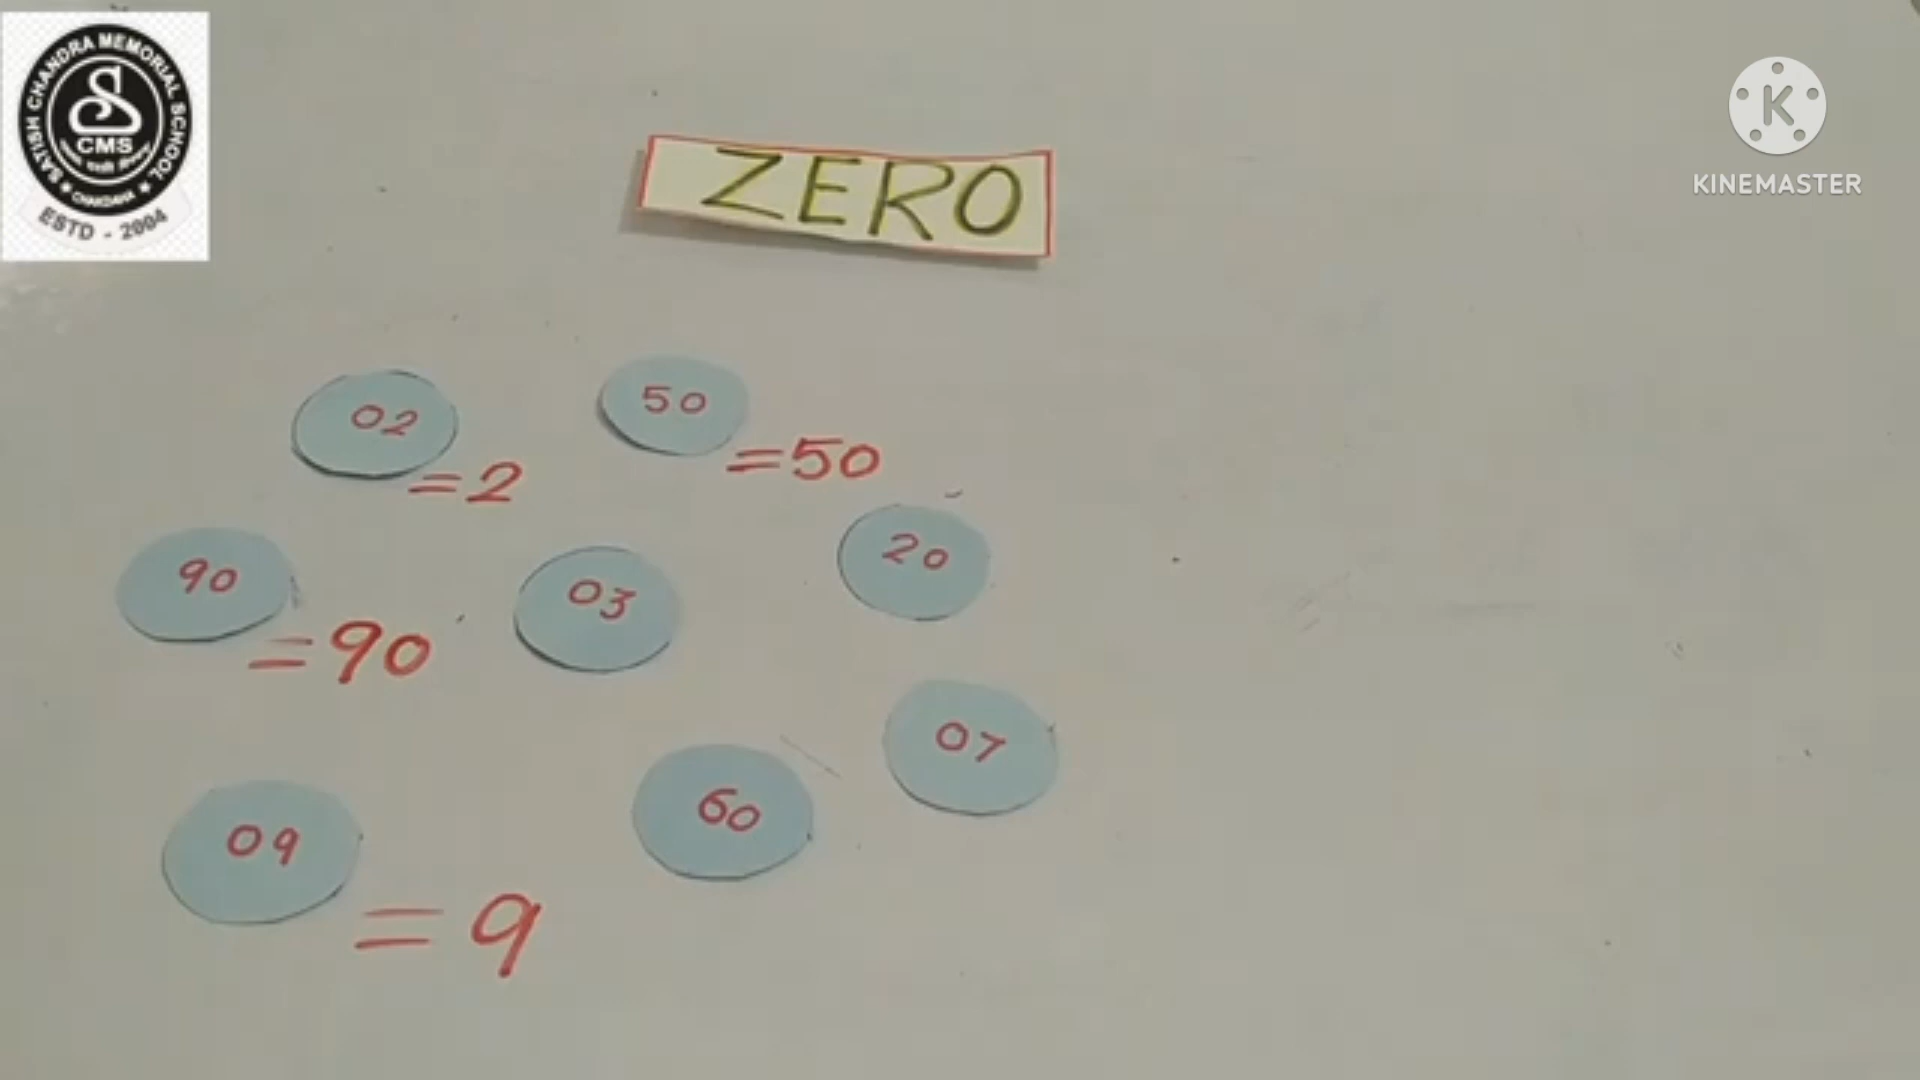 SATISH CHANDRA MEMORIAL SCHOOL
S
CMS
CHAKDAHA
ESTD - 2004
K
KINEMASTER
ZERO
02
=2
50
=50
90
=90
03
20
09
=9
60
07